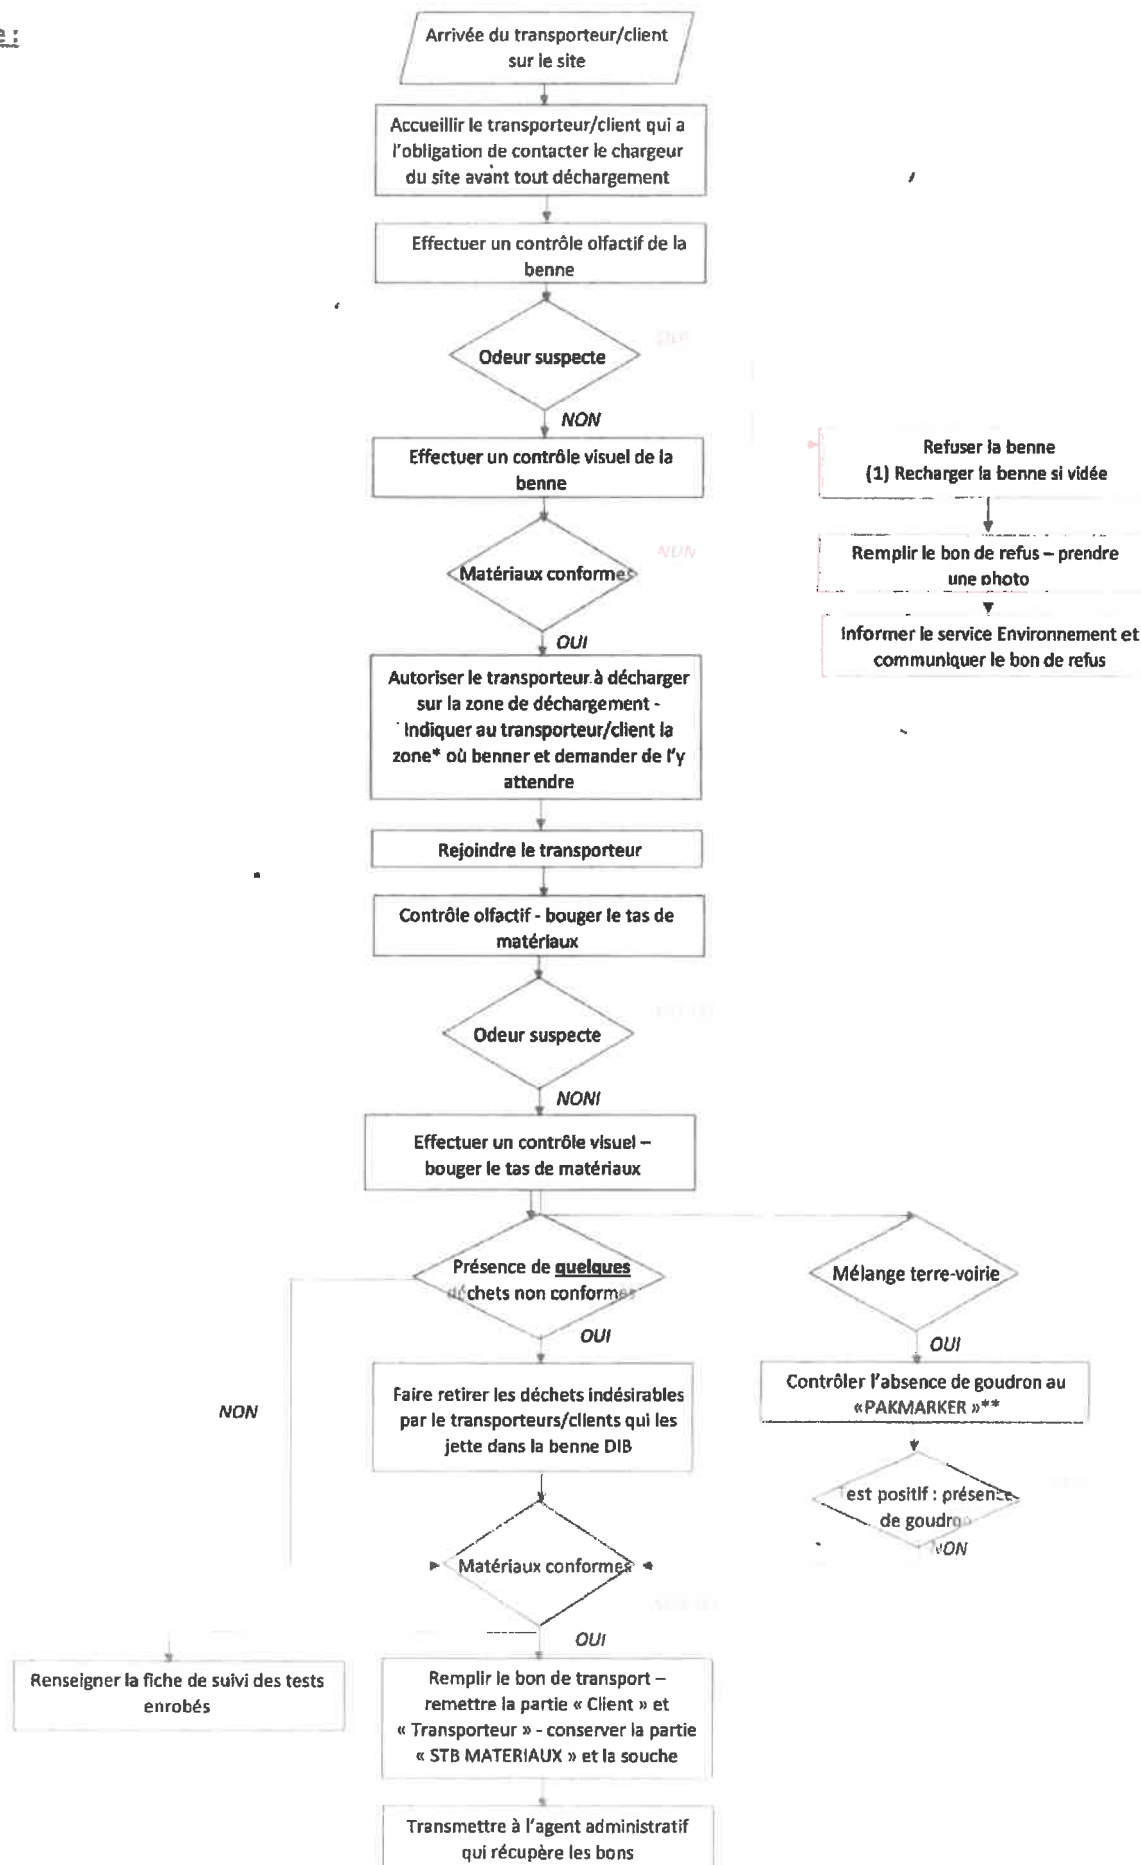 e :
Arrivée du transporteur/client
sur le site
Accueillir le transporteur/client qui a
l'obligation de contacter le chargeur
du site avant tout déchargement
Effectuer un contrôle olfactif de la
benne
Odeur suspecte
NON
Effectuer un contrôle visuel de la
benne
Refuser la benne
(1) Recharger la benne si vidée
Matériaux conformes
NON
Remplir le bon de refus – prendre
une photo
OUI
Informer le service Environnement et
communiquer le bon de refus
Autoriser le transporteur à décharger
sur la zone de déchargement -
Indiquer au transporteur/client la
zone* où benner et demander de l'y
attendre
Rejoindre le transporteur
Contrôle olfactif - bouger le tas de
matériaux
Odeur suspecte
NONI
Effectuer un contrôle visuel –
bouger le tas de matériaux
Présence de quelques
déchets non conformes
Mélange terre-voirie
OUI
OUI
NON
Faire retirer les déchets indésirables
par le transporteurs/clients qui les
jette dans la benne DIB
Contrôler l'absence de goudron au
«PAKMARKER »**
Test positif : présence
de goudron
NON
Matériaux conformes
OUI
Renseigner la fiche de suivi des tests
enrobés
Remplir le bon de transport –
remettre la partie « Client » et
« Transporteur » - conserver la partie
« STB MATERIAUX » et la souche
Transmettre à l'agent administratif
qui récupère les bons